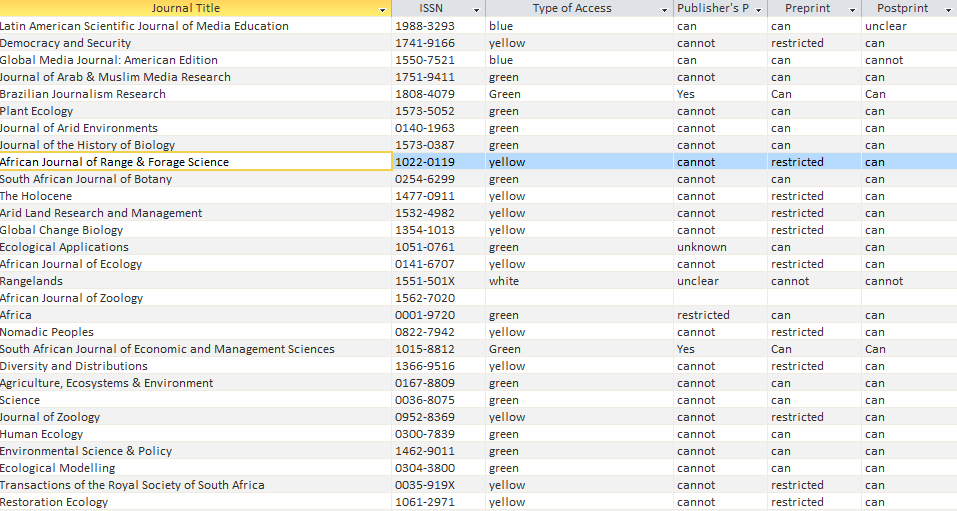 Journal Title ISSN Type of Access Publisher's P Preprint Postprint
Latin American Scientific Journal of Media Education 1988-3293 blue can can unclear
Democracy and Security 1741-9166 yellow cannot restricted can
Global Media Journal: American Edition 1550-7521 blue can can cannot
Journal of Arab & Muslim Media Research 1751-9411 green cannot can can
Brazilian Journalism Research 1808-4079 Green Yes Can Can
Plant Ecology 1573-5052 green cannot can can
Journal of Arid Environments 0140-1963 green cannot can can
Journal of the History of Biology 1573-0387 green cannot can can
African Journal of Range & Forage Science 1022-0119 yellow cannot restricted can
South African Journal of Botany 0254-6299 green cannot can can
The Holocene 1477-0911 yellow cannot restricted can
Arid Land Research and Management 1532-4982 yellow cannot restricted can
Global Change Biology 1354-1013 yellow cannot restricted can
Ecological Applications 1051-0761 green unknown can can
African Journal of Ecology 0141-6707 yellow cannot restricted can
Rangelands 1551-501X white unclear cannot cannot
African Journal of Zoology 1562-7020
Africa 0001-9720 green restricted can can
Nomadic Peoples 0822-7942 yellow cannot restricted can
South African Journal of Economic and Management Sciences 1015-8812 Green Yes Can Can
Diversity and Distributions 1366-9516 yellow cannot restricted can
Agriculture, Ecosystems & Environment 0167-8809 green cannot can can
Science 0036-8075 green cannot can can
Journal of Zoology 0952-8369 yellow cannot restricted can
Human Ecology 0300-7839 green cannot can can
Environmental Science & Policy 1462-9011 green cannot can can
Ecological Modelling 0304-3800 green cannot can can
Transactions of the Royal Society of South Africa 0035-919X yellow cannot restricted can
Restoration Ecology 1061-2971 yellow cannot restricted can